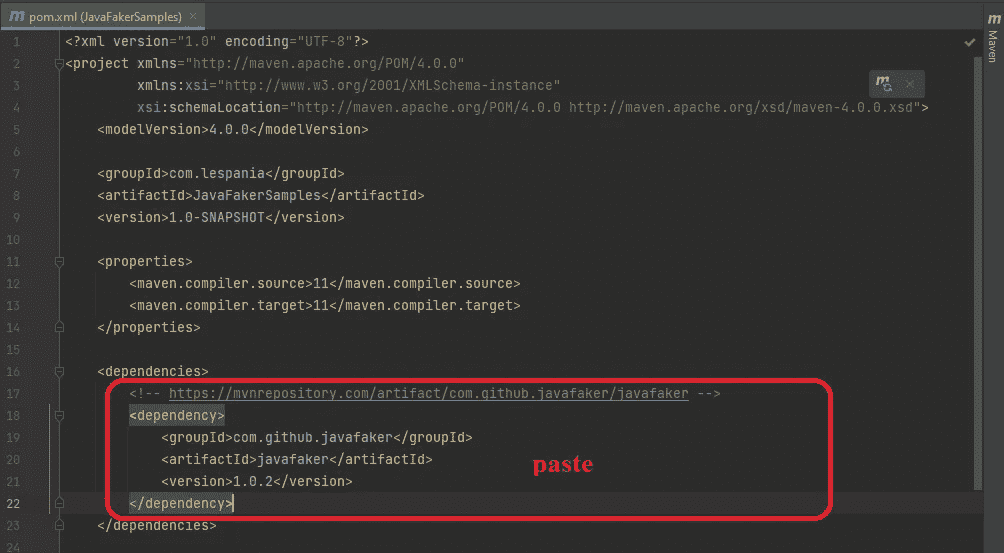 pom.xml (JavaFakerSamples)
Maven
1 <?xml version="1.0" encoding="UTF-8"?>
2 <project xmlns="http://maven.apache.org/POM/4.0.0"
3 xmlns:xsi="http://www.w3.org/2001/XMLSchema-instance"
4 xsi:schemaLocation="http://maven.apache.org/POM/4.0.0 http://maven.apache.org/xsd/maven-4.0.0.xsd">
5 <modelVersion>4.0.0</modelVersion>
6
7 <groupId>com.lespania</groupId>
8 <artifactId>JavaFakerSamples</artifactId>
9 <version>1.0-SNAPSHOT</version>
10
11 <properties>
12 <maven.compiler.source>11</maven.compiler.source>
13 <maven.compiler.target>11</maven.compiler.target>
14 </properties>
15
16 <dependencies>
17 <!-- https://mvnrepository.com/artifact/com.github.javafaker/javafaker -->
18 <dependency>
19 <groupId>com.github.javafaker</groupId>
20 <artifactId>javafaker</artifactId>
21 <version>1.0.2</version>
22 </dependency>
23 </dependencies>
24
paste